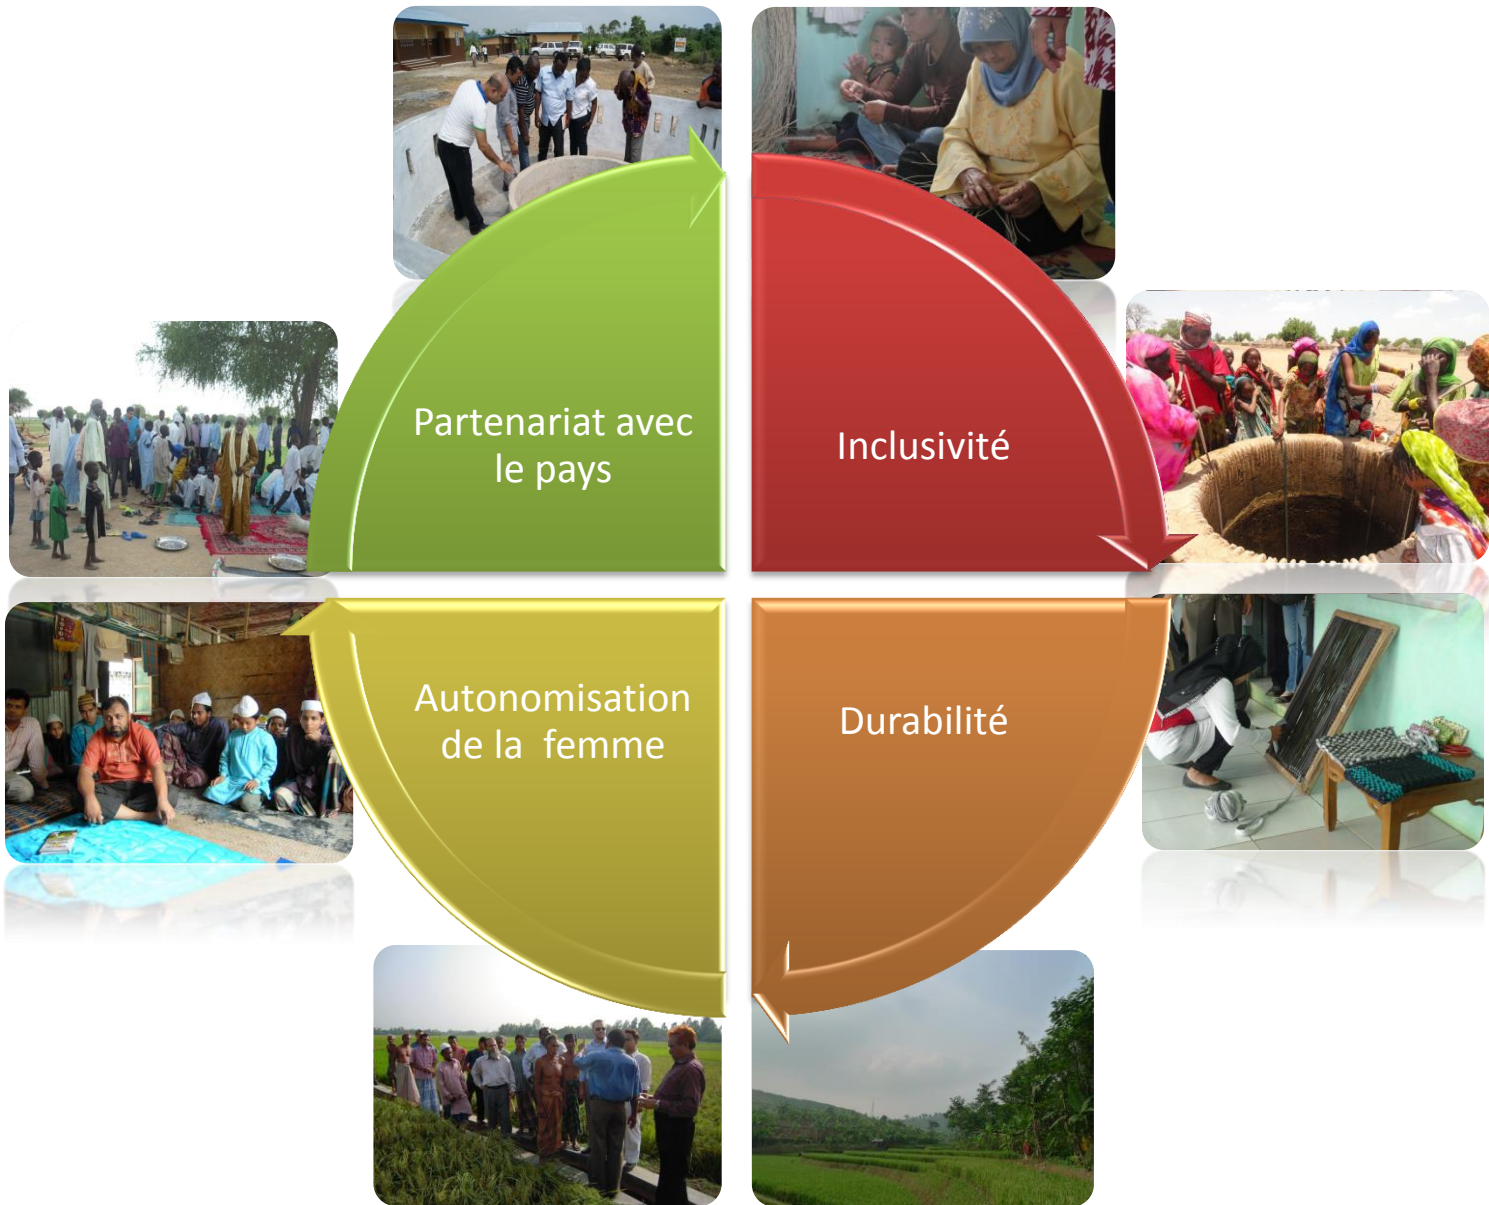 Partenariat avec
le pays
Inclusivité
Autonomisation
de la  femme
Durabilité